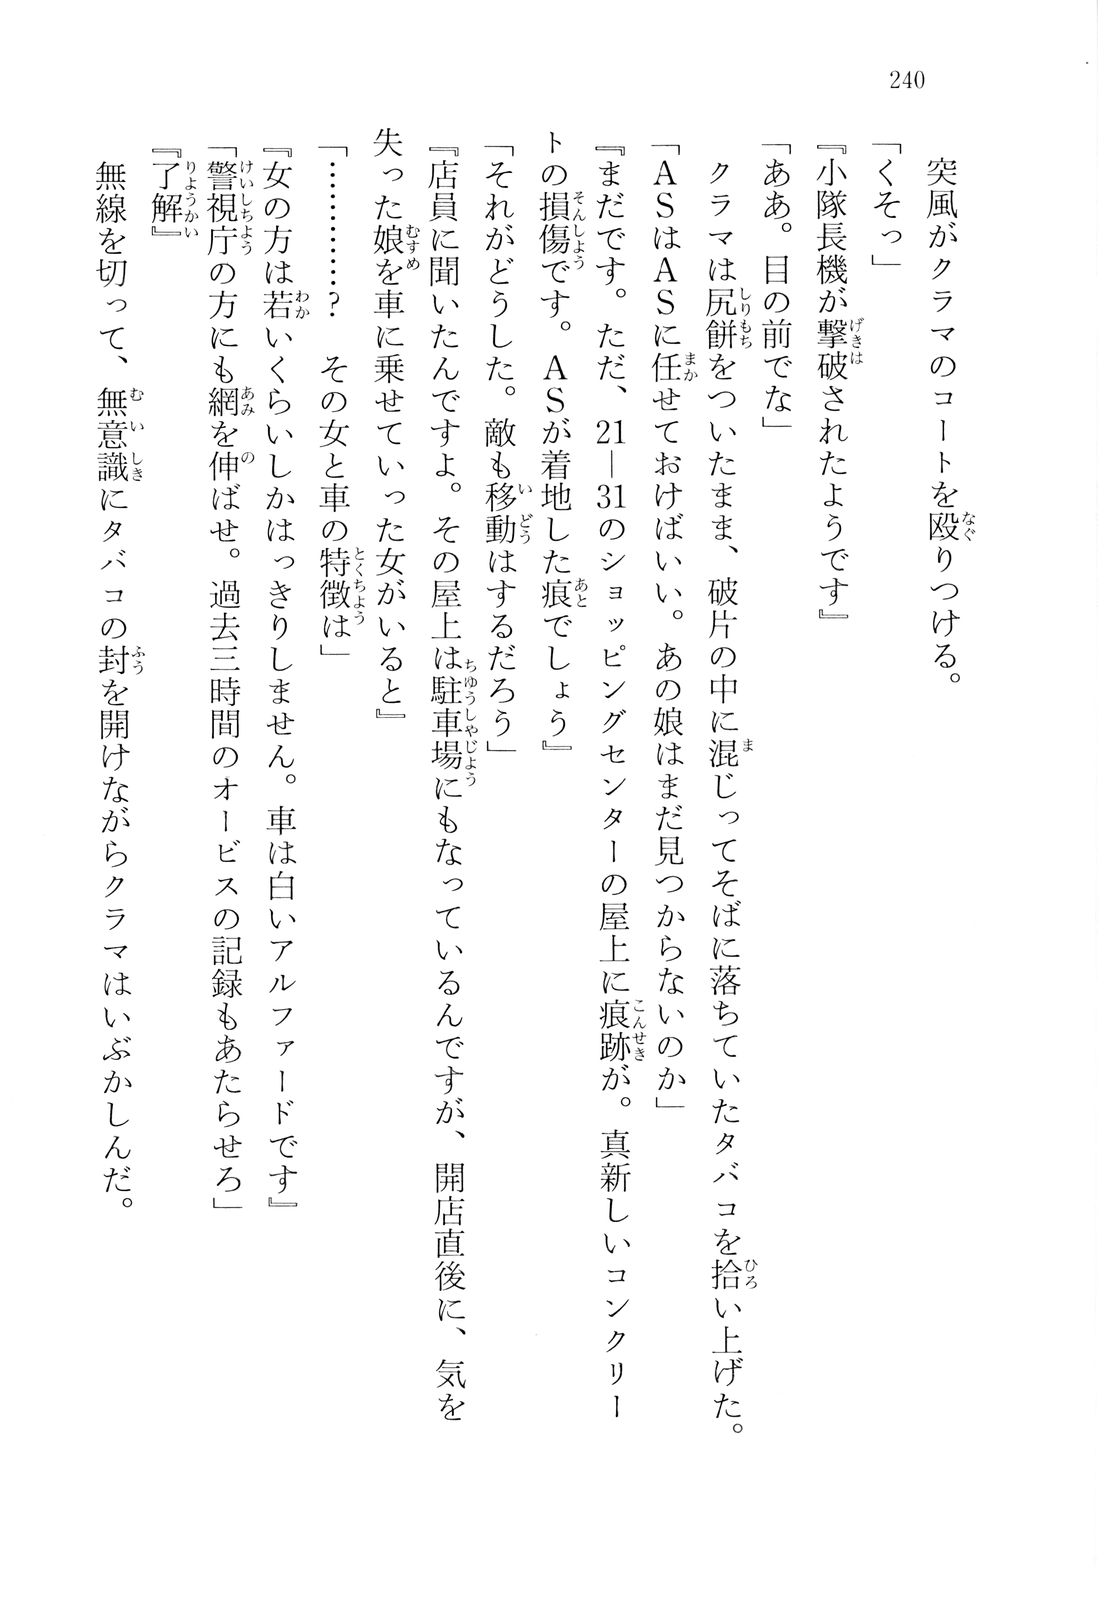 240
突風がクラマのコートを殴りつける。
「くそっ」
『小隊長機が撃破されたようです』
「ああ。目の前でな」
クラマは尻餅をついたまま、破片の中に混じってそばに落ちていたタバコを拾い上げた。
「ASはASに任せておけばいい。あの娘はまだ見つからないのか」
『まだです。ただ、21―31のショッピングセンターの屋上に痕跡が。真新しいコンクリー
トの損傷です。ASが着地した痕でしょう』
「それがどうした。敵も移動はするだろう」
『店員に聞いたんですよ。その屋上は駐車場にもなっているんですが、開店直後に、気を
失った娘を車に乗せていった女がいると』
「…………? その女と車の特徴は」
『女の方は若いくらいしかはっきりしません。車は白いアルファードです』
「警視庁の方にも網を伸ばせ。過去三時間のオービスの記録もあたらせろ」
『了解』
無線を切って、無意識にタバコの封を開けながらクラマはいぶかしんだ。